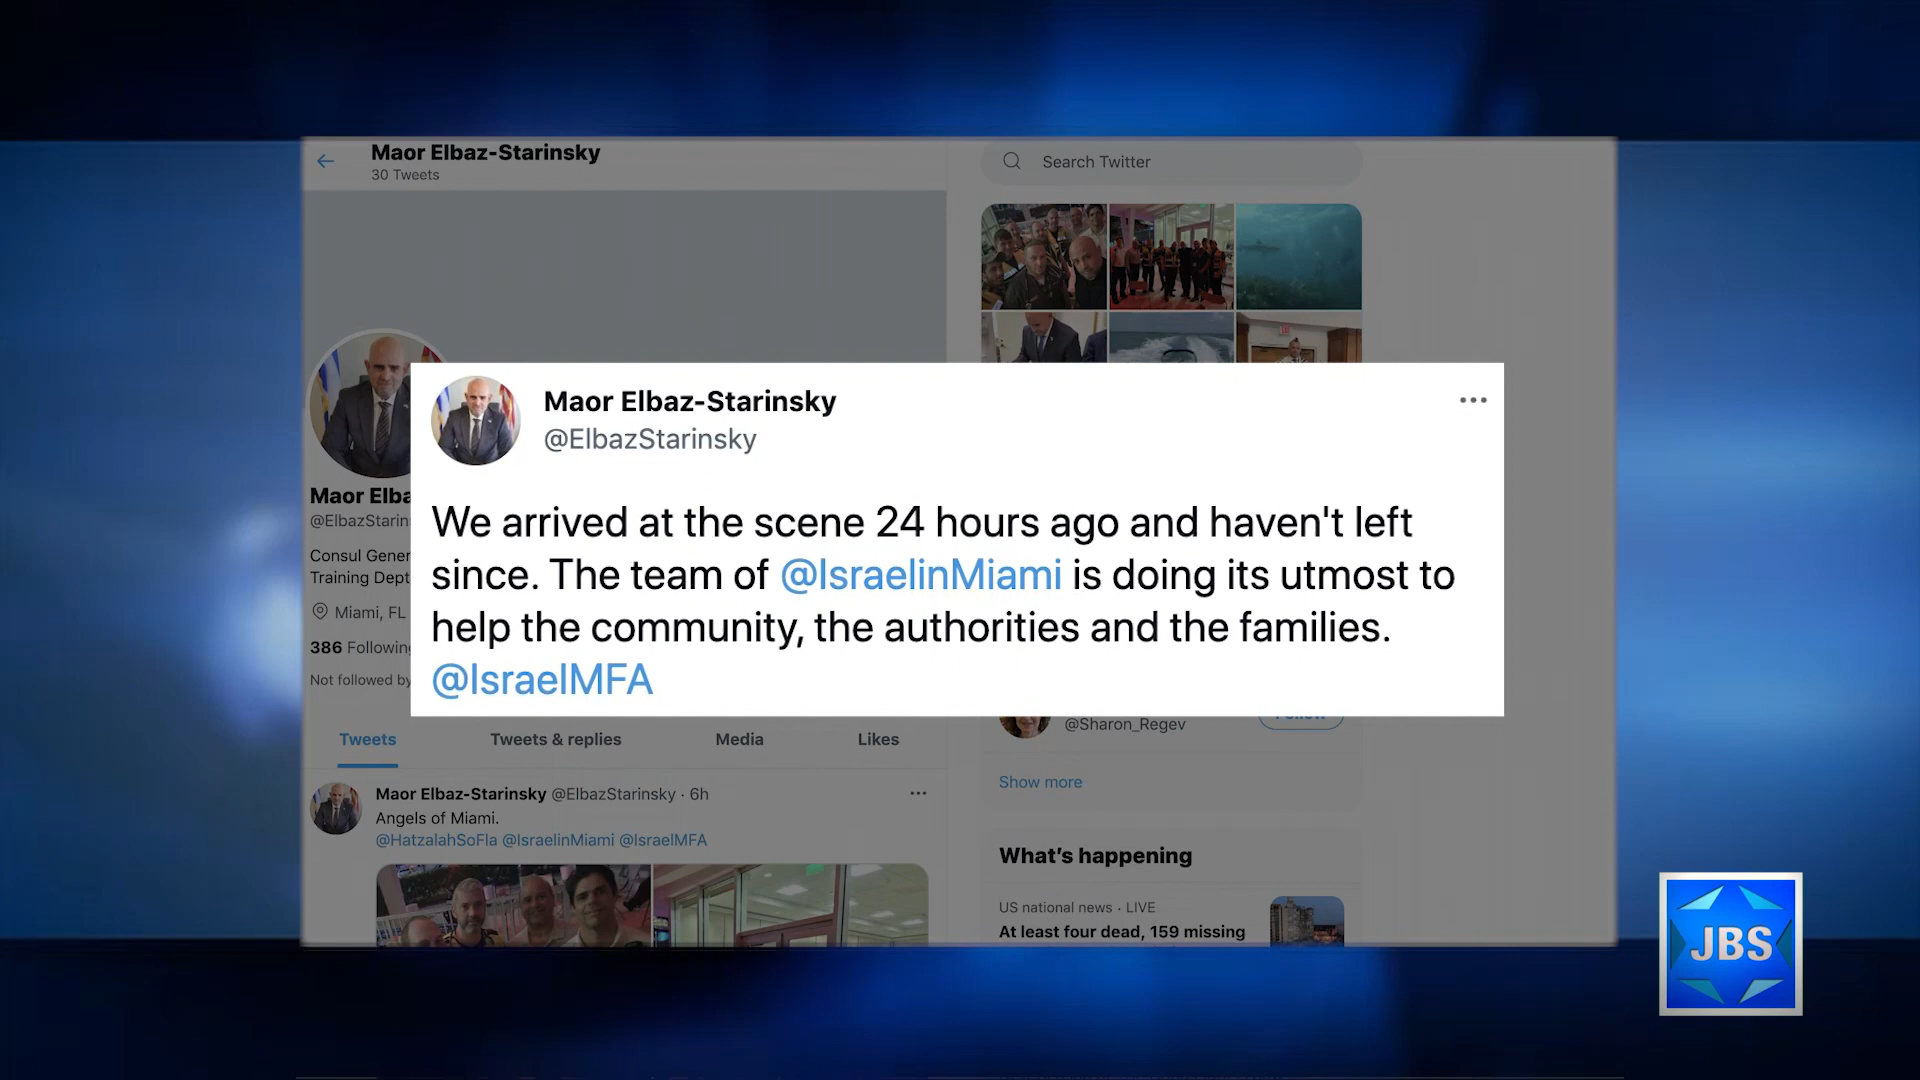 Maor Elbaz-Starinsky
30 Tweets
Search Twitter
Maor Elbaz-Starinsky
@ElbazStarinsky
We arrived at the scene 24 hours ago and haven't left
since. The team of @IsraelinMiami is doing its utmost to
help the community, the authorities and the families.
@IsraelMFA
Maor Elba
@ElbazStarin
Consul Gener
Training Dept
Miami, FL
386 Followin
Not followed by
@Sharon_Regev
Show more
Tweets Tweets & replies Media Likes
Maor Elbaz-Starinsky @ElbazStarinsky · 6h
Angels of Miami.
@HatzalahSoFla @IsraelinMiami @IsraelMFA
What's happening
US national news · LIVE
At least four dead, 159 missing
JBS